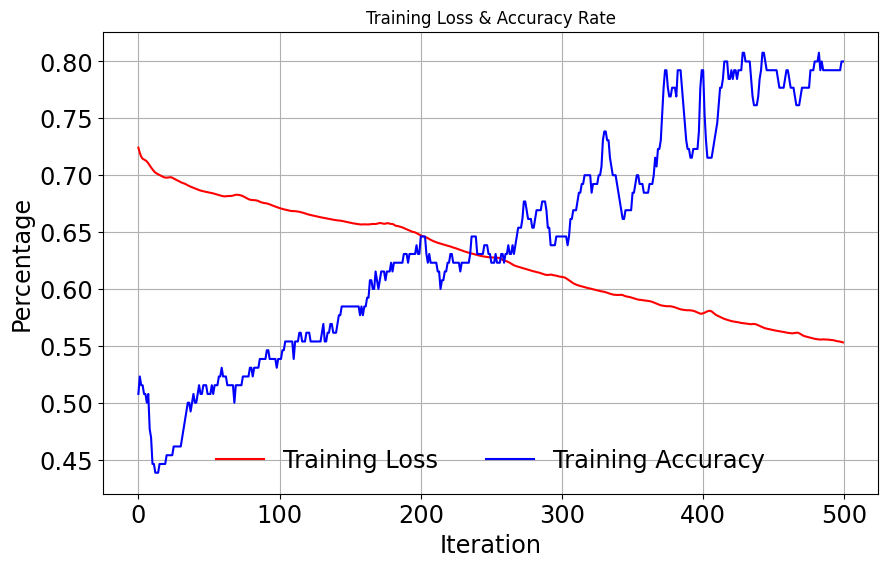 Training Loss & Accuracy Rate
0.80
0.75
0.70
0.65
0.60
0.55
0.50
0.45
Percentage
Training Loss
Training Accuracy
0
100
200
300
400
500
Iteration